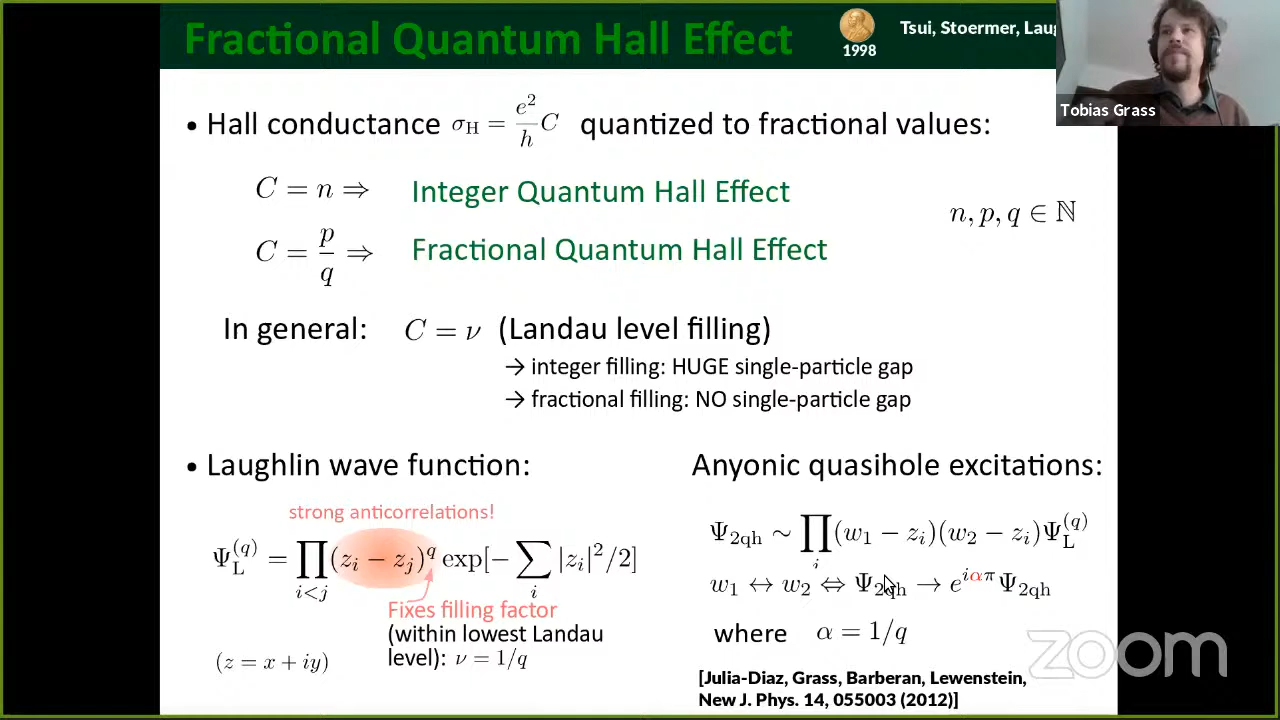 Fractional Quantum Hall Effect
1998
Tsui, Stoermer,
Tobias Grass
• Hall conductance σ_H = e²/h C quantized to fractional values:
C = n ⇒ Integer Quantum Hall Effect
n, p, q ∈ ℕ
C = p/q ⇒ Fractional Quantum Hall Effect
In general: C = ν (Landau level filling)
→ integer filling: HUGE single-particle gap
→ fractional filling: NO single-particle gap
• Laughlin wave function:
strong anticorrelations!
Ψ_L^(q) = ∏_{i<j} (z_i − z_j)^q exp[− ∑_i |z_i|²/2]
Fixes filling factor
(within lowest Landau
level): ν = 1/q
(z = x + iy)
Anyonic quasihole excitations:
Ψ_2qh ∼ ∏_i (w_1 − z_i)(w_2 − z_i)Ψ_L^(q)
w_1 ↔ w_2 ⇔ Ψ_2qh → e^{iαπ} Ψ_2qh
where α = 1/q
[Julia-Diaz, Grass, Barberan, Lewenstein,
New J. Phys. 14, 055003 (2012)]
zoom